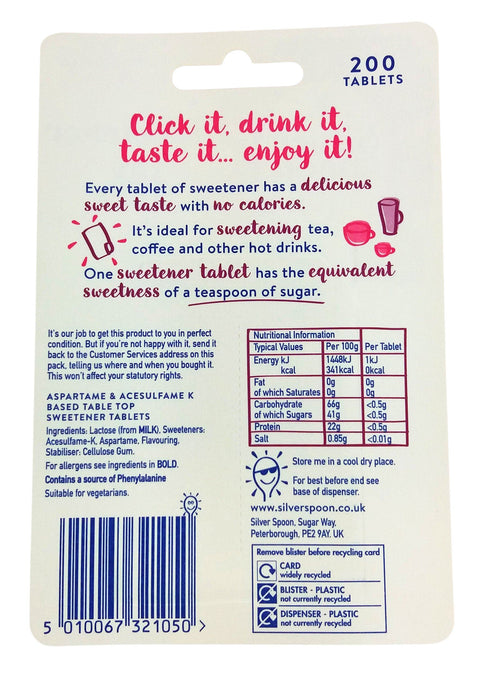 200
TABLETS
Click it, drink it,
taste it... enjoy it!
Every tablet of sweetener has a delicious
sweet taste with no calories.
It's ideal for sweetening tea,
coffee and other hot drinks.
One sweetener tablet has the equivalent
sweetness of a teaspoon of sugar.
It's our job to get this product to you in perfect
condition. But if you're not happy with it, send it
back to the Customer Services address on this
pack, telling us where and when you bought it.
This won't affect your statutory rights.
ASPARTAME & ACESULFAME K
BASED TABLE TOP
SWEETENER TABLETS
Ingredients: Lactose (from MILK). Sweeteners:
Acesulfame-K, Aspartame, Flavouring,
Stabiliser: Cellulose Gum.
For allergens see ingredients in BOLD.
Contains a source of Phenylalanine
Suitable for vegetarians.
5 010067 321050 >
Nutritional Information
Typical Values Per 100g Per Tablet
Energy kJ 1448kJ 1kJ
kcal 341kcal 0kcal
Fat 0g 0g
of which Saturates 0g 0g
Carbohydrate 66g <0.5g
of which Sugars 41g <0.5g
Protein 22g <0.5g
Salt 0.85g <0.01g
Store me in a cool dry place.
For best before end see
base of dispenser.
www.silverspoon.co.uk
Silver Spoon, Sugar Way,
Peterborough, PE2 9AY. UK
Remove blister before recycling card
CARD
widely recycled
BLISTER - PLASTIC
not currently recycled
DISPENSER - PLASTIC
not currently recycled